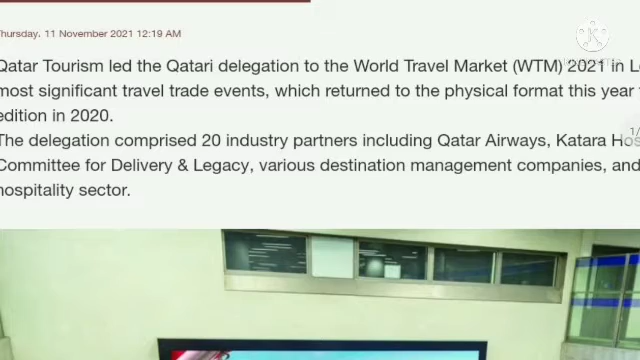 hursday, 11 November 2021 12:19 AM
Qatar Tourism led the Qatari delegation to the World Travel Market (WTM) 2021 in L
most significant travel trade events, which returned to the physical format this year
edition in 2020.
The delegation comprised 20 industry partners including Qatar Airways, Katara Hos
Committee for Delivery & Legacy, various destination management companies, and
hospitality sector.
1/